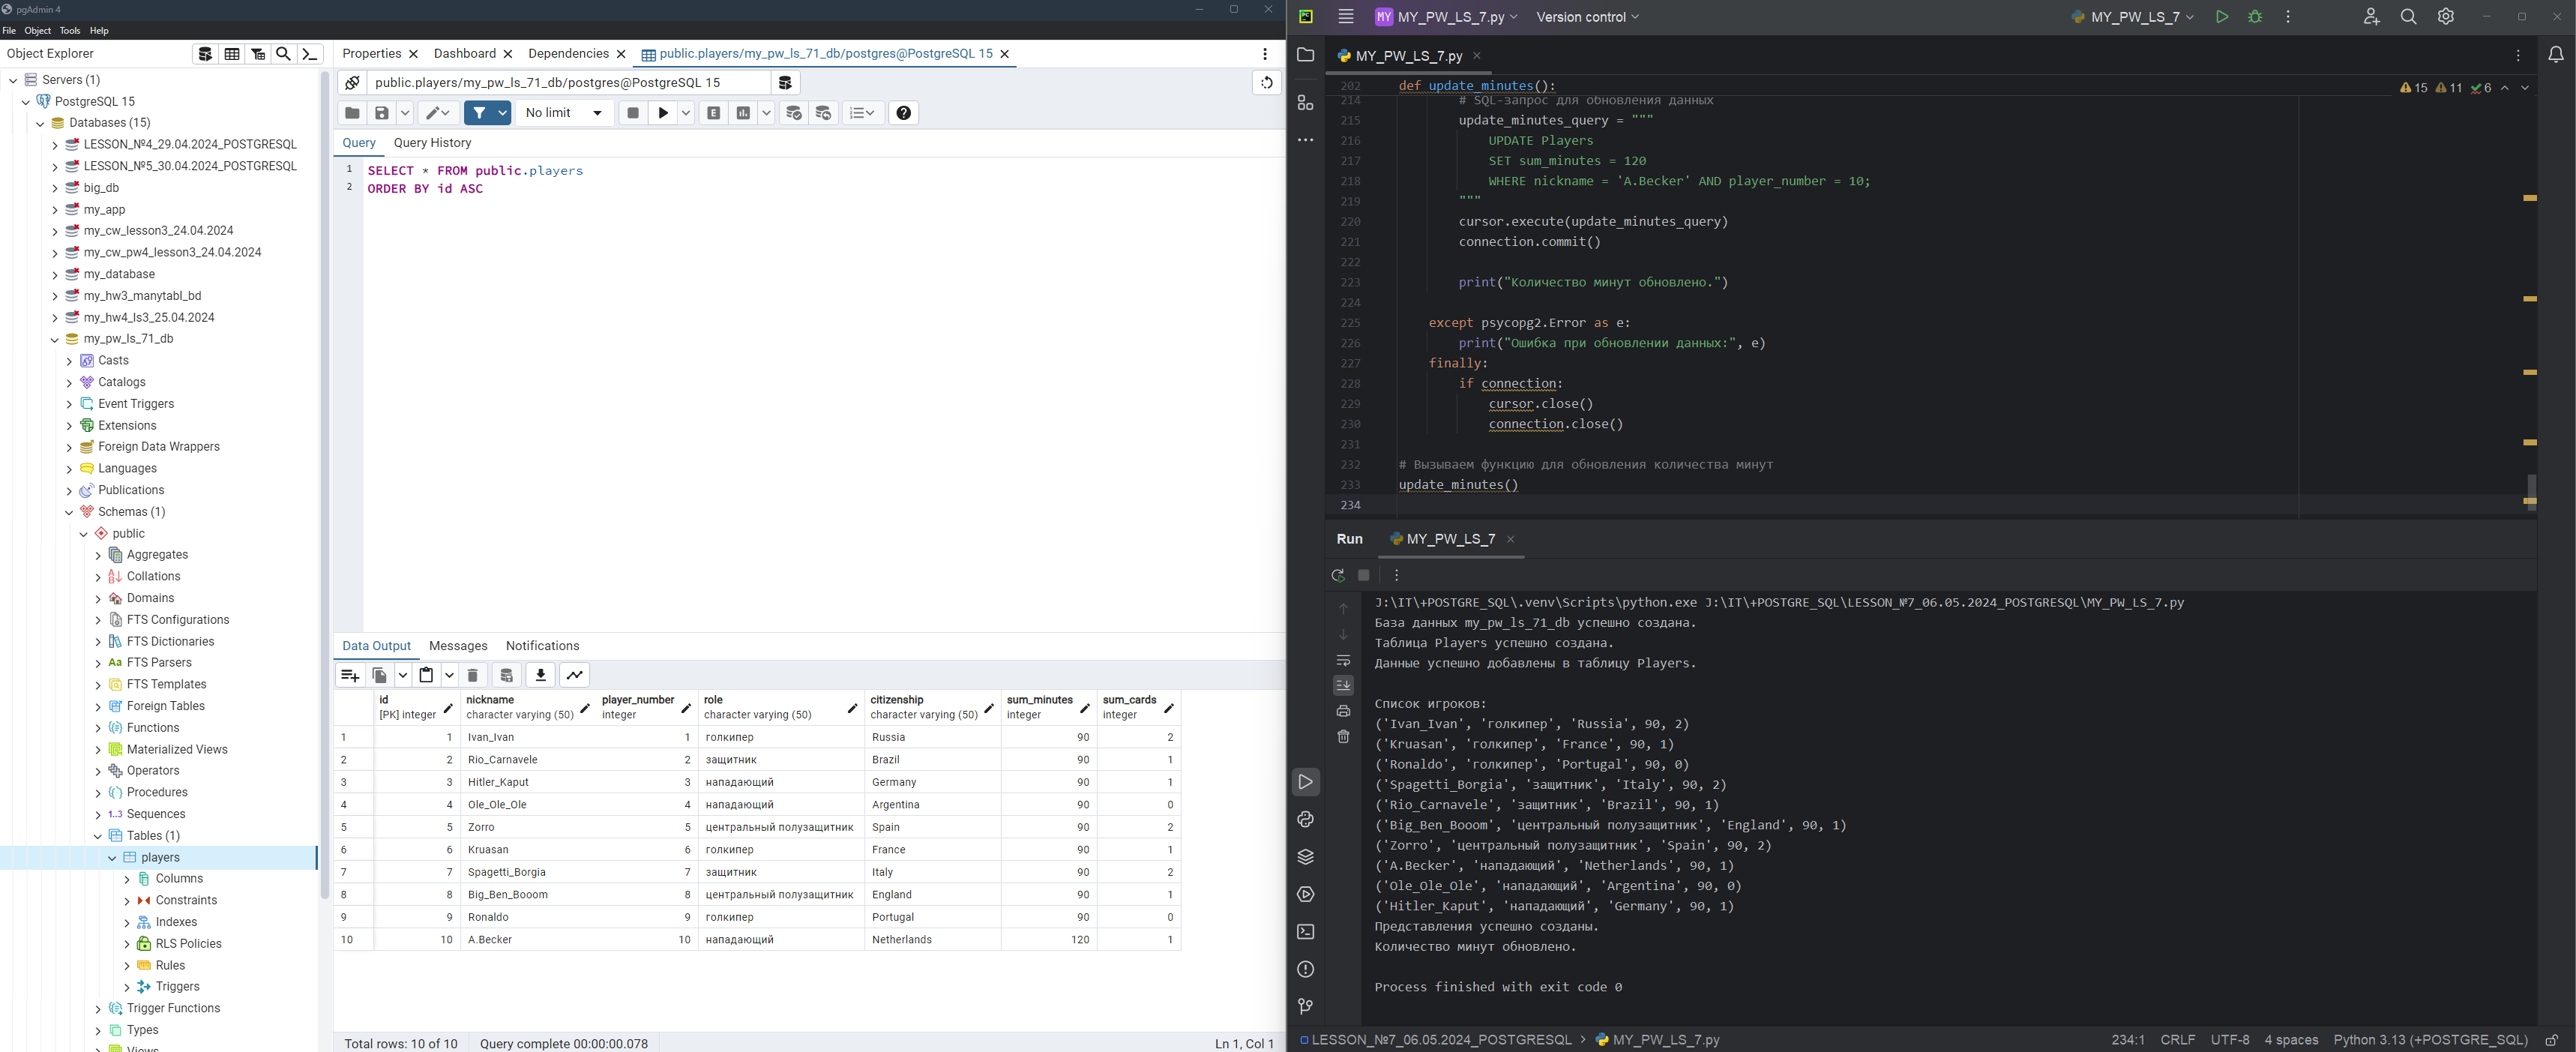 pgAdmin 4
File Object Tools Help
Object Explorer
Servers (1)
PostgreSQL 15
Databases (15)
LESSON_№4_29.04.2024_POSTGRESQL
LESSON_№5_30.04.2024_POSTGRESQL
big_db
my_app
my_cw_lesson3_24.04.2024
my_cw_pw4_lesson3_24.04.2024
my_database
my_hw3_manytabl_bd
my_hw4_ls3_25.04.2024
my_pw_ls_71_db
Casts
Catalogs
Event Triggers
Extensions
Foreign Data Wrappers
Languages
Publications
Schemas (1)
public
Aggregates
Collations
Domains
FTS Configurations
FTS Dictionaries
Aa FTS Parsers
FTS Templates
Foreign Tables
Functions
Materialized Views
Operators
Procedures
1..3 Sequences
Tables (1)
players
Columns
Constraints
Indexes
RLS Policies
Rules
Triggers
Trigger Functions
Types
Views
Properties Dashboard Dependencies public.players/my_pw_ls_71_db/postgres@PostgreSQL 15
public.players/my_pw_ls_71_db/postgres@PostgreSQL 15
No limit E
Query Query History
1 SELECT * FROM public.players
2 ORDER BY id ASC
Data Output Messages Notifications
id nickname player_number role citizenship sum_minutes sum_cards
[PK] integer character varying (50) integer character varying (50) character varying (50) integer integer
1 1 Ivan_Ivan 1 голкипер Russia 90 2
2 2 Rio_Carnavele 2 защитник Brazil 90 1
3 3 Hitler_Kaput 3 нападающий Germany 90 1
4 4 Ole_Ole_Ole 4 нападающий Argentina 90 0
5 5 Zorro 5 центральный полузащитник Spain 90 2
6 6 Kruasan 6 голкипер France 90 1
7 7 Spagetti_Borgia 7 защитник Italy 90 2
8 8 Big_Ben_Booom 8 центральный полузащитник England 90 1
9 9 Ronaldo 9 голкипер Portugal 90 0
10 10 A.Becker 10 нападающий Netherlands 120 1
Total rows: 10 of 10 Query complete 00:00:00.078 Ln 1, Col 1
PC MY MY_PW_LS_7.py Version control MY_PW_LS_7
MY_PW_LS_7.py
202 def update_minutes(): 15 11 6
214 # SQL-запрос для обновления данных
215 update_minutes_query = """
216 UPDATE Players
217 SET sum_minutes = 120
218 WHERE nickname = 'A.Becker' AND player_number = 10;
219 """
220 cursor.execute(update_minutes_query)
221 connection.commit()
222
223 print("Количество минут обновлено.")
224
225 except psycopg2.Error as e:
226 print("Ошибка при обновлении данных:", e)
227 finally:
228 if connection:
229 cursor.close()
230 connection.close()
231
232 # Вызываем функцию для обновления количества минут
233 update_minutes()
234
Run MY_PW_LS_7
J:\IT\+POSTGRE_SQL\.venv\Scripts\python.exe J:\IT\+POSTGRE_SQL\LESSON_№7_06.05.2024_POSTGRESQL\MY_PW_LS_7.py
База данных my_pw_ls_71_db успешно создана.
Таблица Players успешно создана.
Данные успешно добавлены в таблицу Players.
Список игроков:
('Ivan_Ivan', 'голкипер', 'Russia', 90, 2)
('Kruasan', 'голкипер', 'France', 90, 1)
('Ronaldo', 'голкипер', 'Portugal', 90, 0)
('Spagetti_Borgia', 'защитник', 'Italy', 90, 2)
('Rio_Carnavele', 'защитник', 'Brazil', 90, 1)
('Big_Ben_Booom', 'центральный полузащитник', 'England', 90, 1)
('Zorro', 'центральный полузащитник', 'Spain', 90, 2)
('A.Becker', 'нападающий', 'Netherlands', 90, 1)
('Ole_Ole_Ole', 'нападающий', 'Argentina', 90, 0)
('Hitler_Kaput', 'нападающий', 'Germany', 90, 1)
Представления успешно созданы.
Количество минут обновлено.
Process finished with exit code 0
LESSON_№7_06.05.2024_POSTGRESQL MY_PW_LS_7.py 234:1 CRLF UTF-8 4 spaces Python 3.13 (+POSTGRE_SQL)